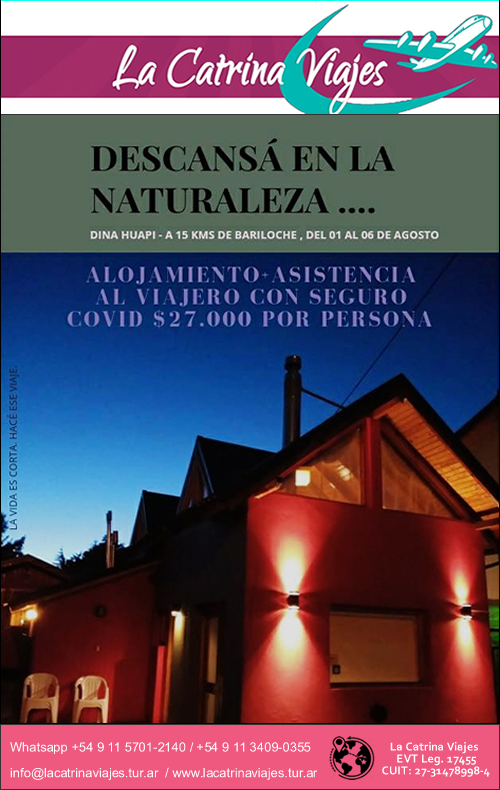 La Catrina Viajes
DESCANSÁ EN LA
NATURALEZA ....
DINA HUAPI - A 15 KMS DE BARILOCHE , DEL 01 AL 06 DE AGOSTO
ALOJAMIENTO+ASISTENCIA
AL VIAJERO CON SEGURO
COVID $27.000 POR PERSONA
LA VIDA ES CORTA. HACÉ ESE VIAJE.
Whatsapp +54 9 11 5701-2140 / +54 9 11 3409-0355
info@lacatrinaviajes.tur.ar / www.lacatrinaviajes.tur.ar
La Catrina Viajes
EVT Leg. 17455
CUIT: 27-31478998-4